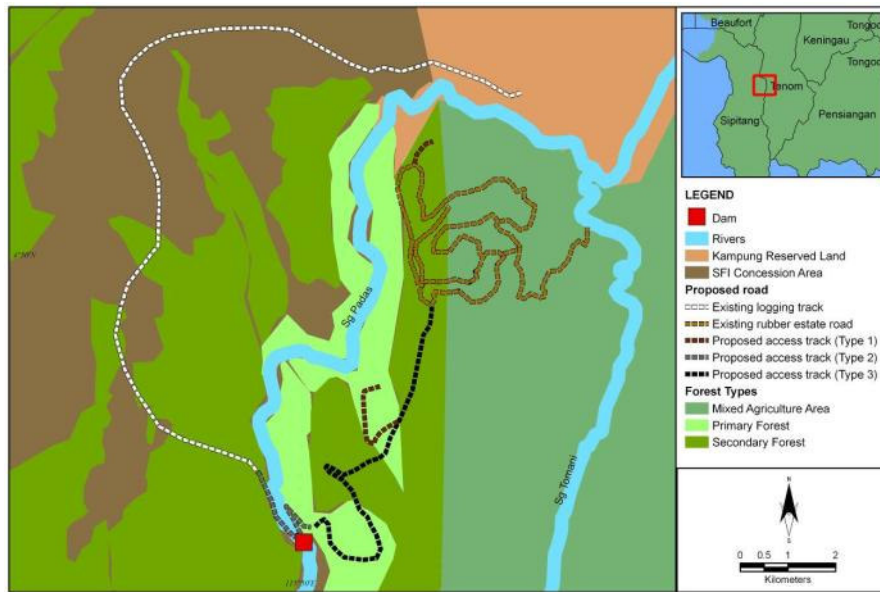 Beaufort
Tongod
Keningau
Tongod
Tenom
Sipitang
Pensiangan
Sg Padas
Sg Tomani
LEGEND
Dam
Rivers
Kampung Reserved Land
SFI Concession Area
Proposed road
Existing logging track
Existing rubber estate road
Proposed access track (Type 1)
Proposed access track (Type 2)
Proposed access track (Type 3)
Forest Types
Mixed Agriculture Area
Primary Forest
Secondary Forest
N
S
0 0.5 1 2
Kilometers